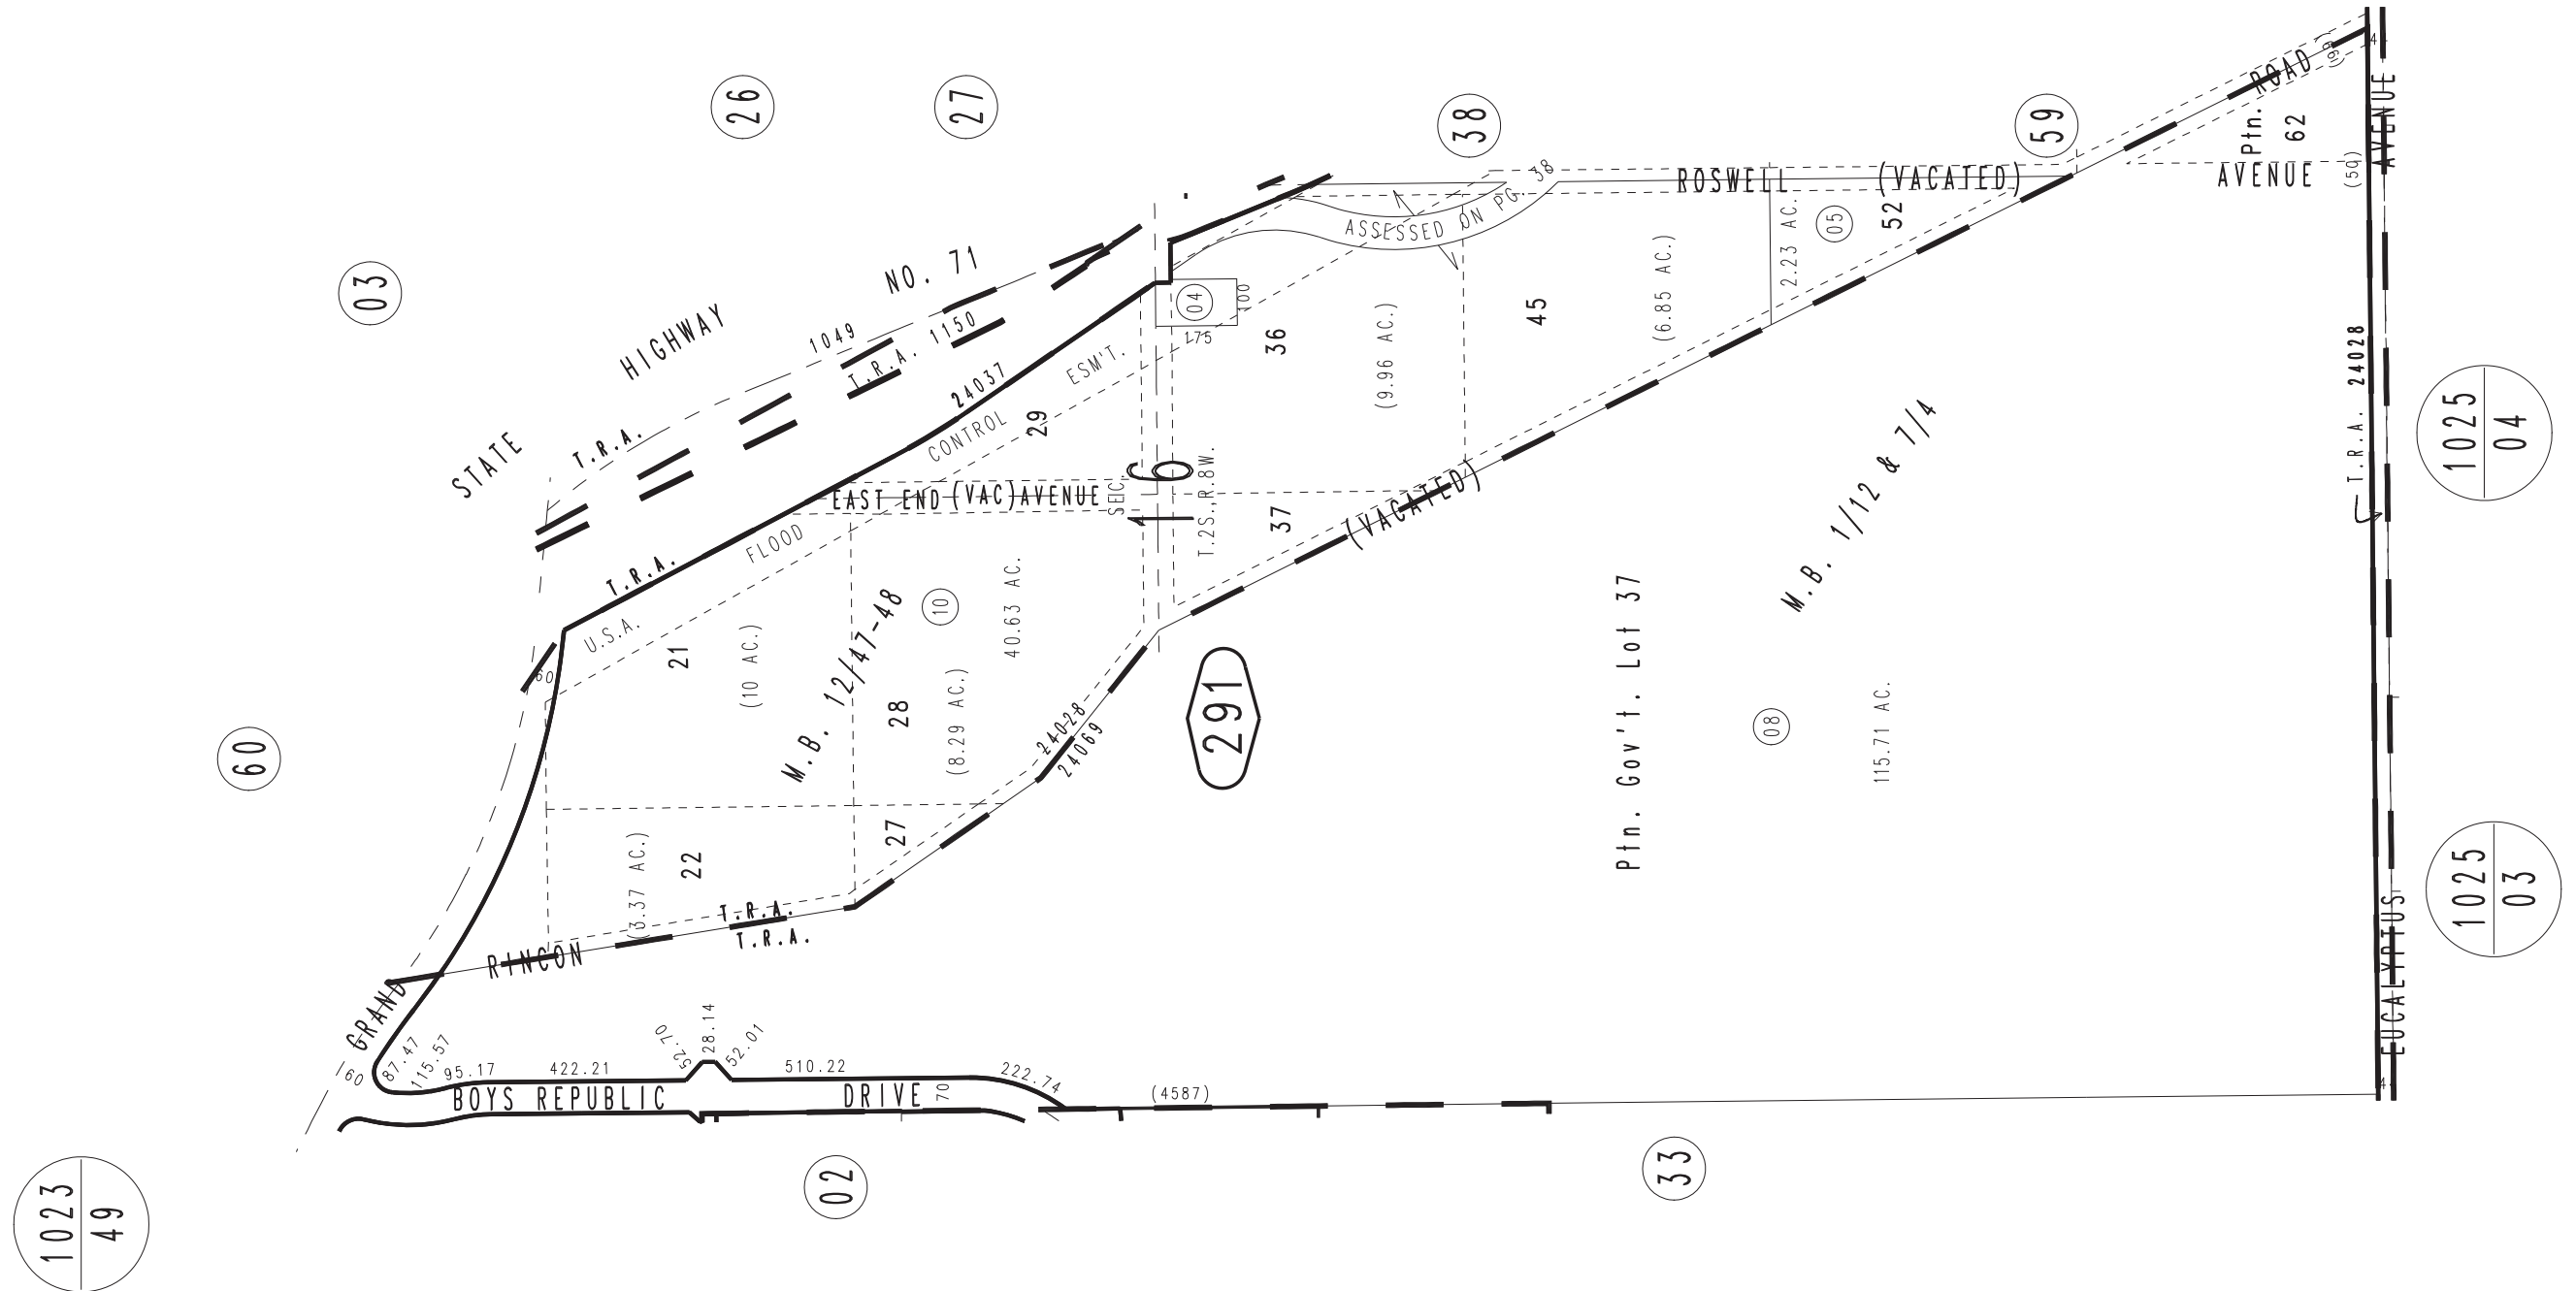 26
27
38
59
03
60
02
33
1023
49
1025
04
1025
03
STATE HIGHWAY NO. 71
T.R.A. 1049
T.R.A. 1150
T.R.A. 24037
U.S.A. FLOOD CONTROL ESM'T.
ROSWELL (VACATED) AVENUE
ASSESSED ON PG. 38
Ptn.
62
ROAD
(66)
(50)
44
AVENUE
T.R.A. 24028
EUCALYPTUS
44
04
100
175
36
(9.96 AC.)
45
(6.85 AC.)
2.23 AC.
05
52
29
EAST END (VAC) AVENUE
SEC.
16
T.2S.,R.8W.
37
(VACATED)
M.B. 1/12 & 7/4
21
(10 AC.)
M.B. 12/47-48
10
40.63 AC.
28
(8.29 AC.)
24028
24069
291
Ptn. Gov't. Lot 37
08
115.71 AC.
60
(3.37 AC.)
22
27
T.R.A.
T.R.A.
RINCON
GRAND
60
87.47
115.57
95.17
422.21
52.70
28.14
52.01
510.22
222.74
BOYS REPUBLIC DRIVE
70
(4587)